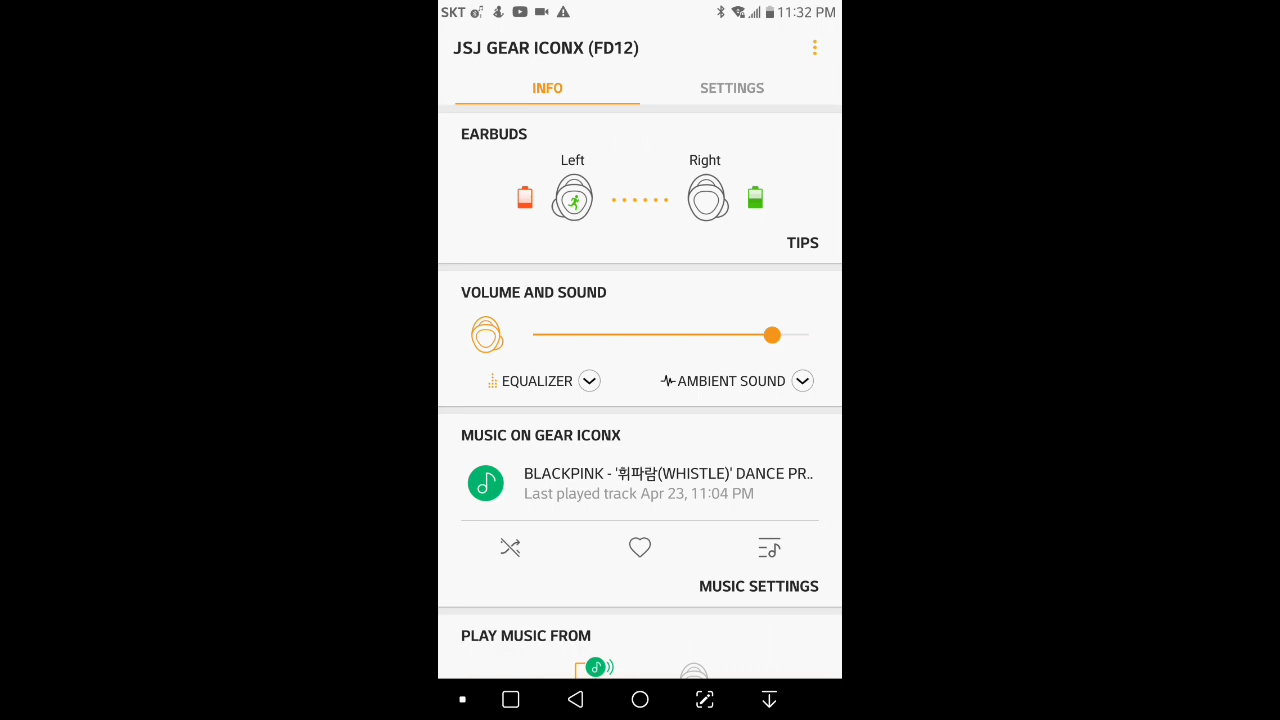 SKT 11:32 PM
JSJ GEAR ICONX (FD12)
INFO SETTINGS
EARBUDS
Left Right
TIPS
VOLUME AND SOUND
EQUALIZER AMBIENT SOUND
MUSIC ON GEAR ICONX
BLACKPINK - '휘파람(WHISTLE)' DANCE PR..
Last played track Apr 23, 11:04 PM
MUSIC SETTINGS
PLAY MUSIC FROM